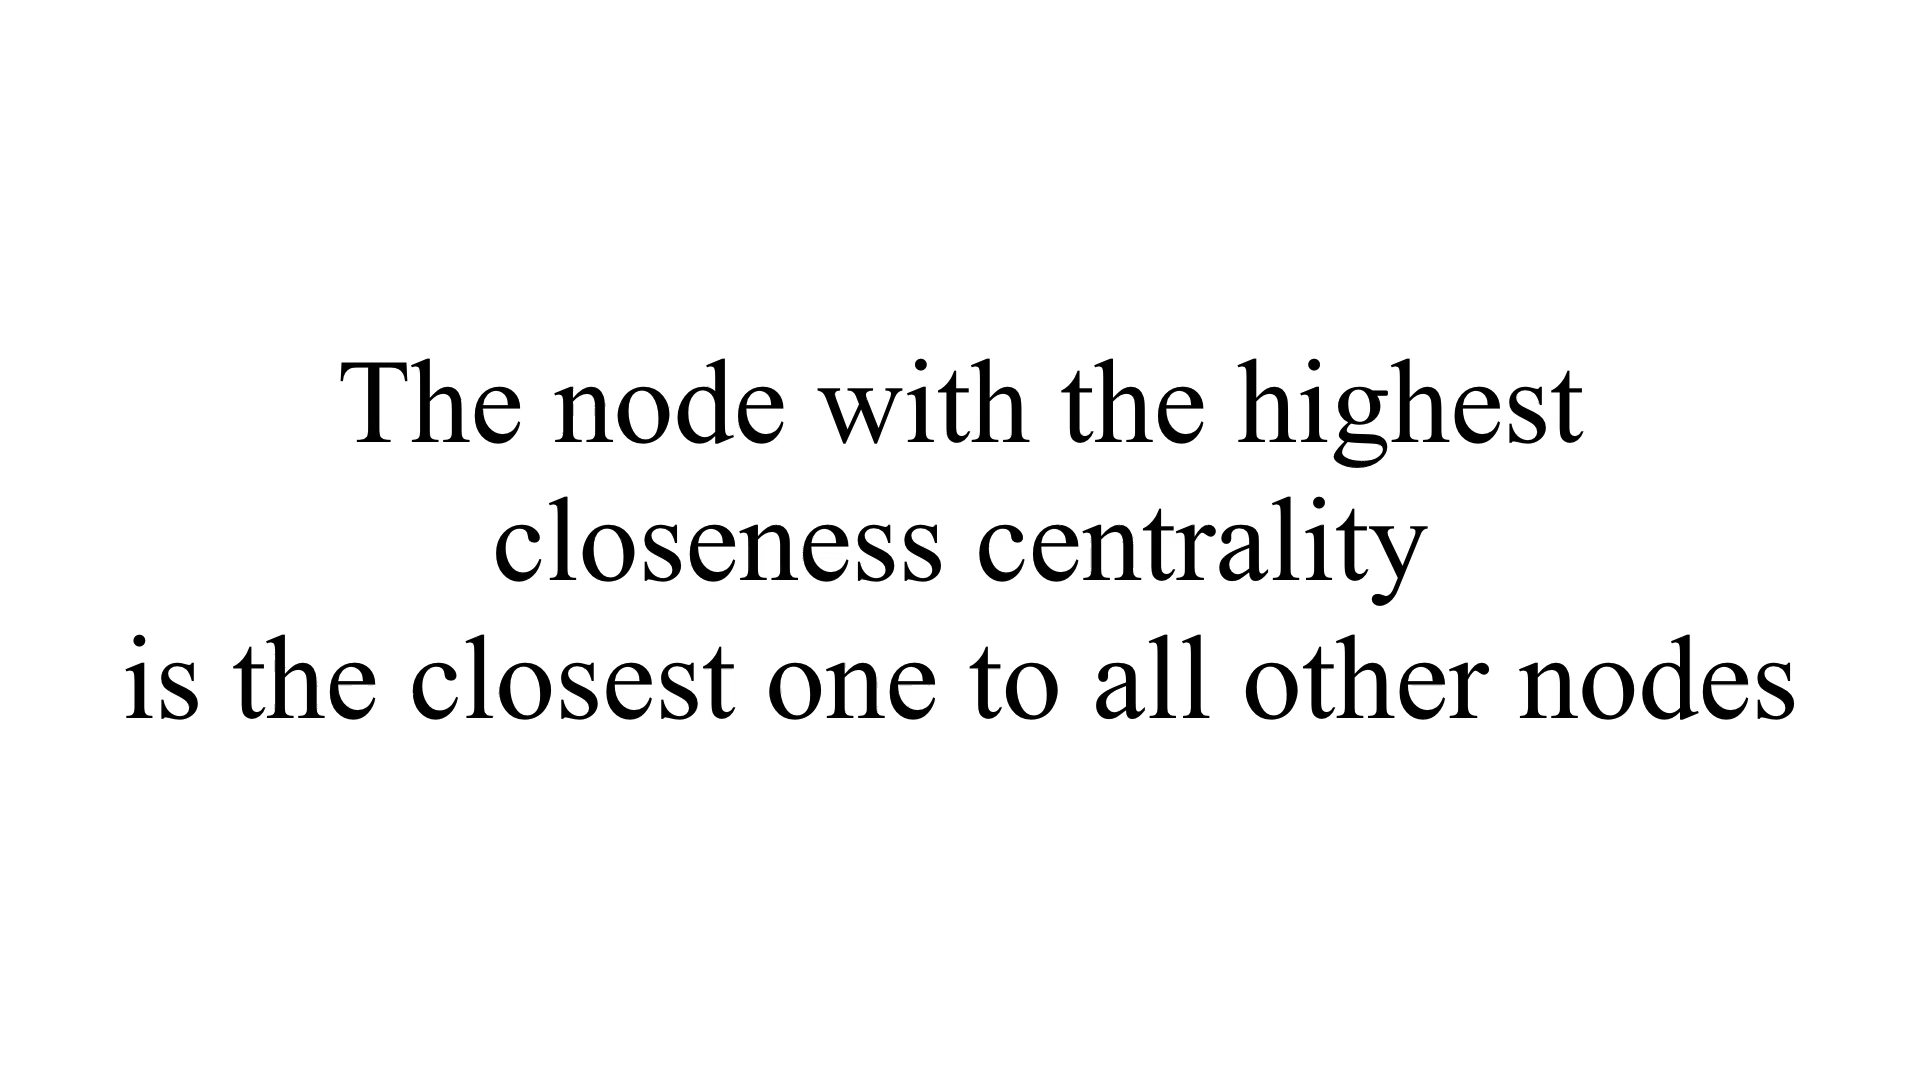 The node with the highest
closeness centrality
is the closest one to all other nodes